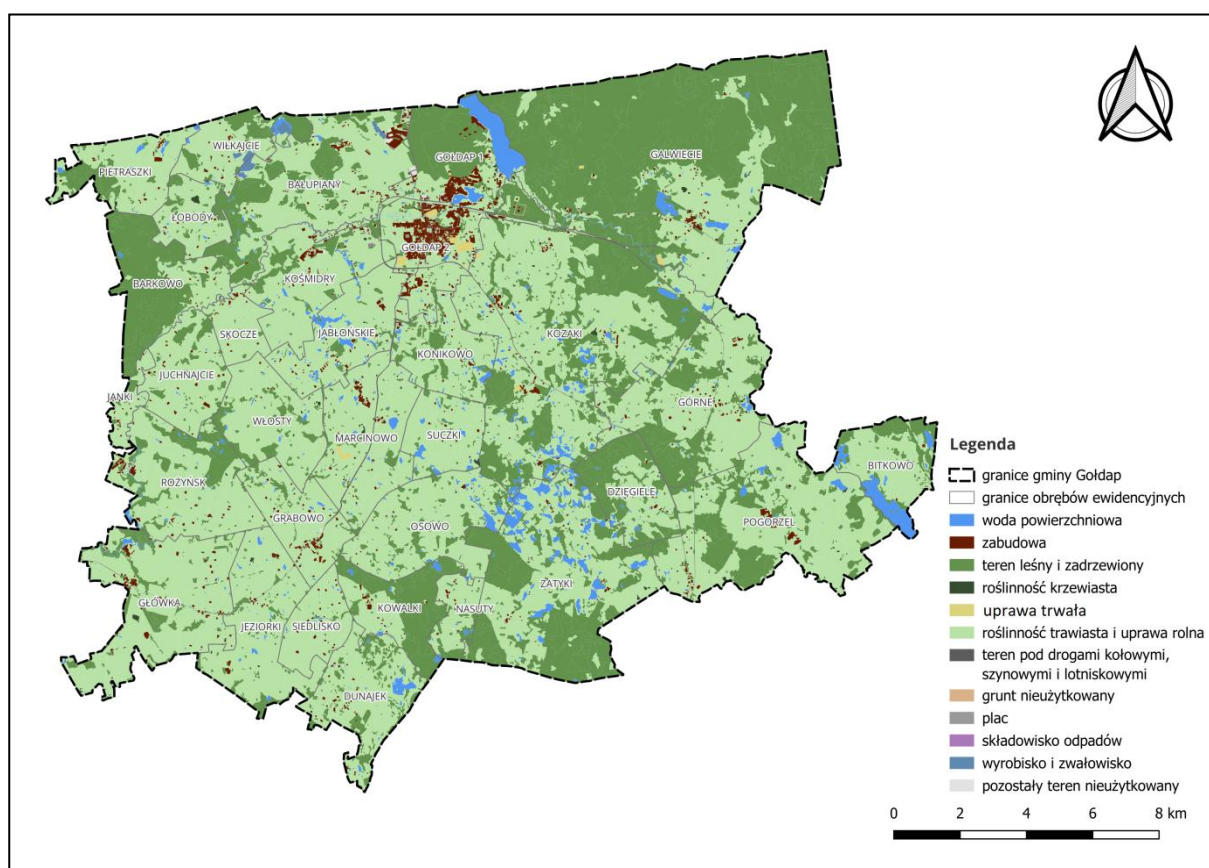 WILKAJCIE
GOŁDAP 1
GALWIECIE
PIETRASZKI
BAŁUPIANY
ŁOBODY
GOŁDAP 2
BARKOWO
KOŚMIDRY
SKOCZE
JABŁOŃSKIE
KOZAKI
KONIKOWO
JUCHNAJCIE
JANKI
GÓRNE
WŁOSTY
MARCINOWO
SUCZKI
BITKOWO
ROŻYŃSK
DZIĘGIELE
GRABOWO
OSOWO
POGORZEL
ZATYKI
GŁÓWKA
KOWALKI
NASUTY
JEZIORKI
SIEDLISKO
DUNAJEK
Legenda
granice gminy Gołdap
granice obrębów ewidencyjnych
woda powierzchniowa
zabudowa
teren leśny i zadrzewiony
roślinność krzewiasta
uprawa trwała
roślinność trawiasta i uprawa rolna
teren pod drogami kołowymi,
szynowymi i lotniskowymi
grunt nieużytkowany
plac
składowisko odpadów
wyrobisko i zwałowisko
pozostały teren nieużytkowany
0 2 4 6 8 km